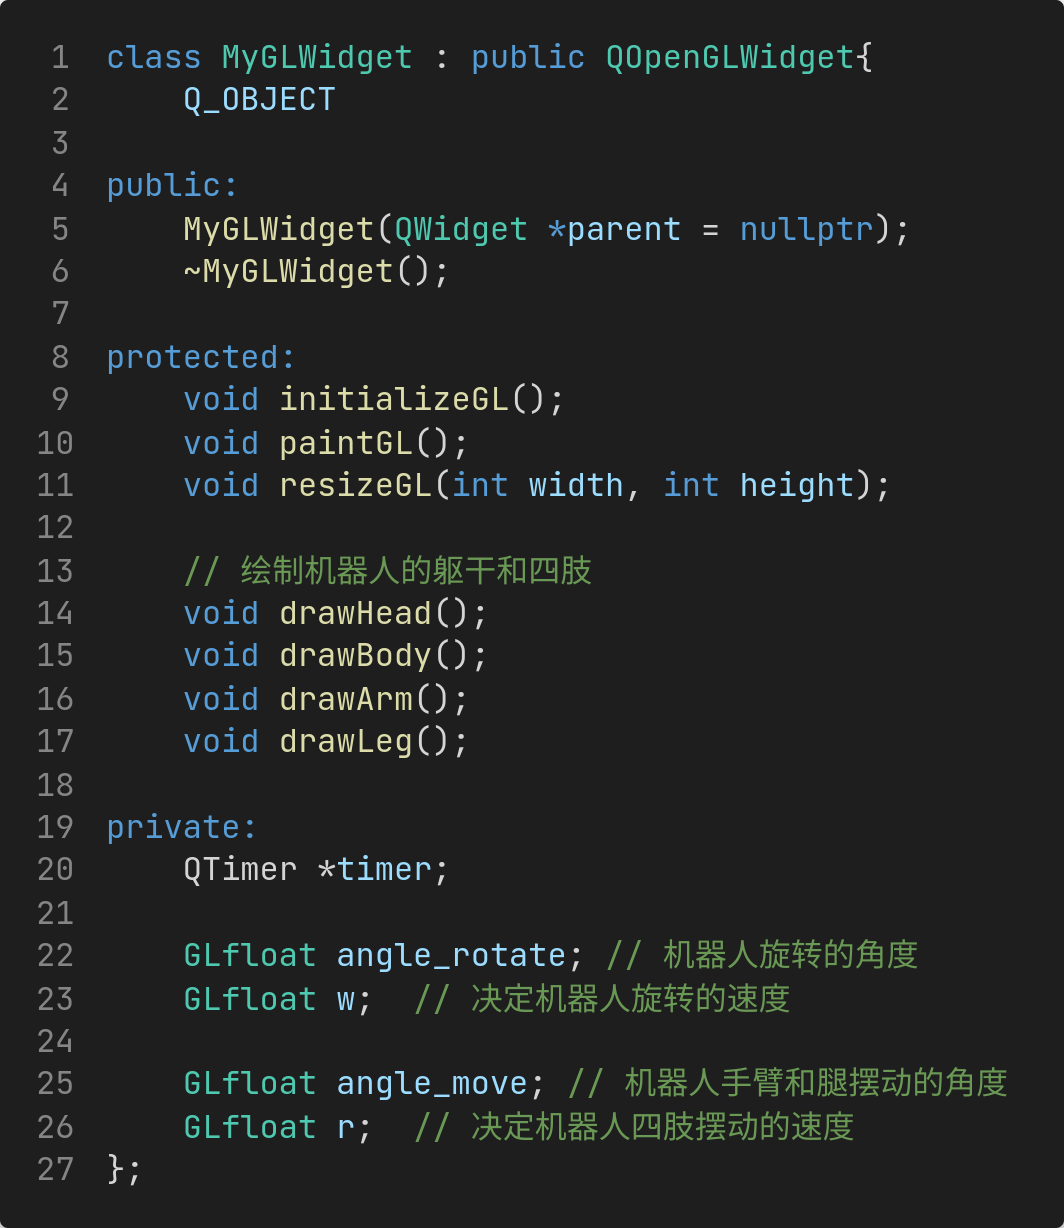 1 class MyGLWidget : public QOpenGLWidget{
2     Q_OBJECT
3
4 public:
5     MyGLWidget(QWidget *parent = nullptr);
6     ~MyGLWidget();
7
8 protected:
9     void initializeGL();
10     void paintGL();
11     void resizeGL(int width, int height);
12
13     // 绘制机器人的躯干和四肢
14     void drawHead();
15     void drawBody();
16     void drawArm();
17     void drawLeg();
18
19 private:
20     QTimer *timer;
21
22     GLfloat angle_rotate; // 机器人旋转的角度
23     GLfloat w;  // 决定机器人旋转的速度
24
25     GLfloat angle_move; // 机器人手臂和腿摆动的角度
26     GLfloat r;  // 决定机器人四肢摆动的速度
27 };